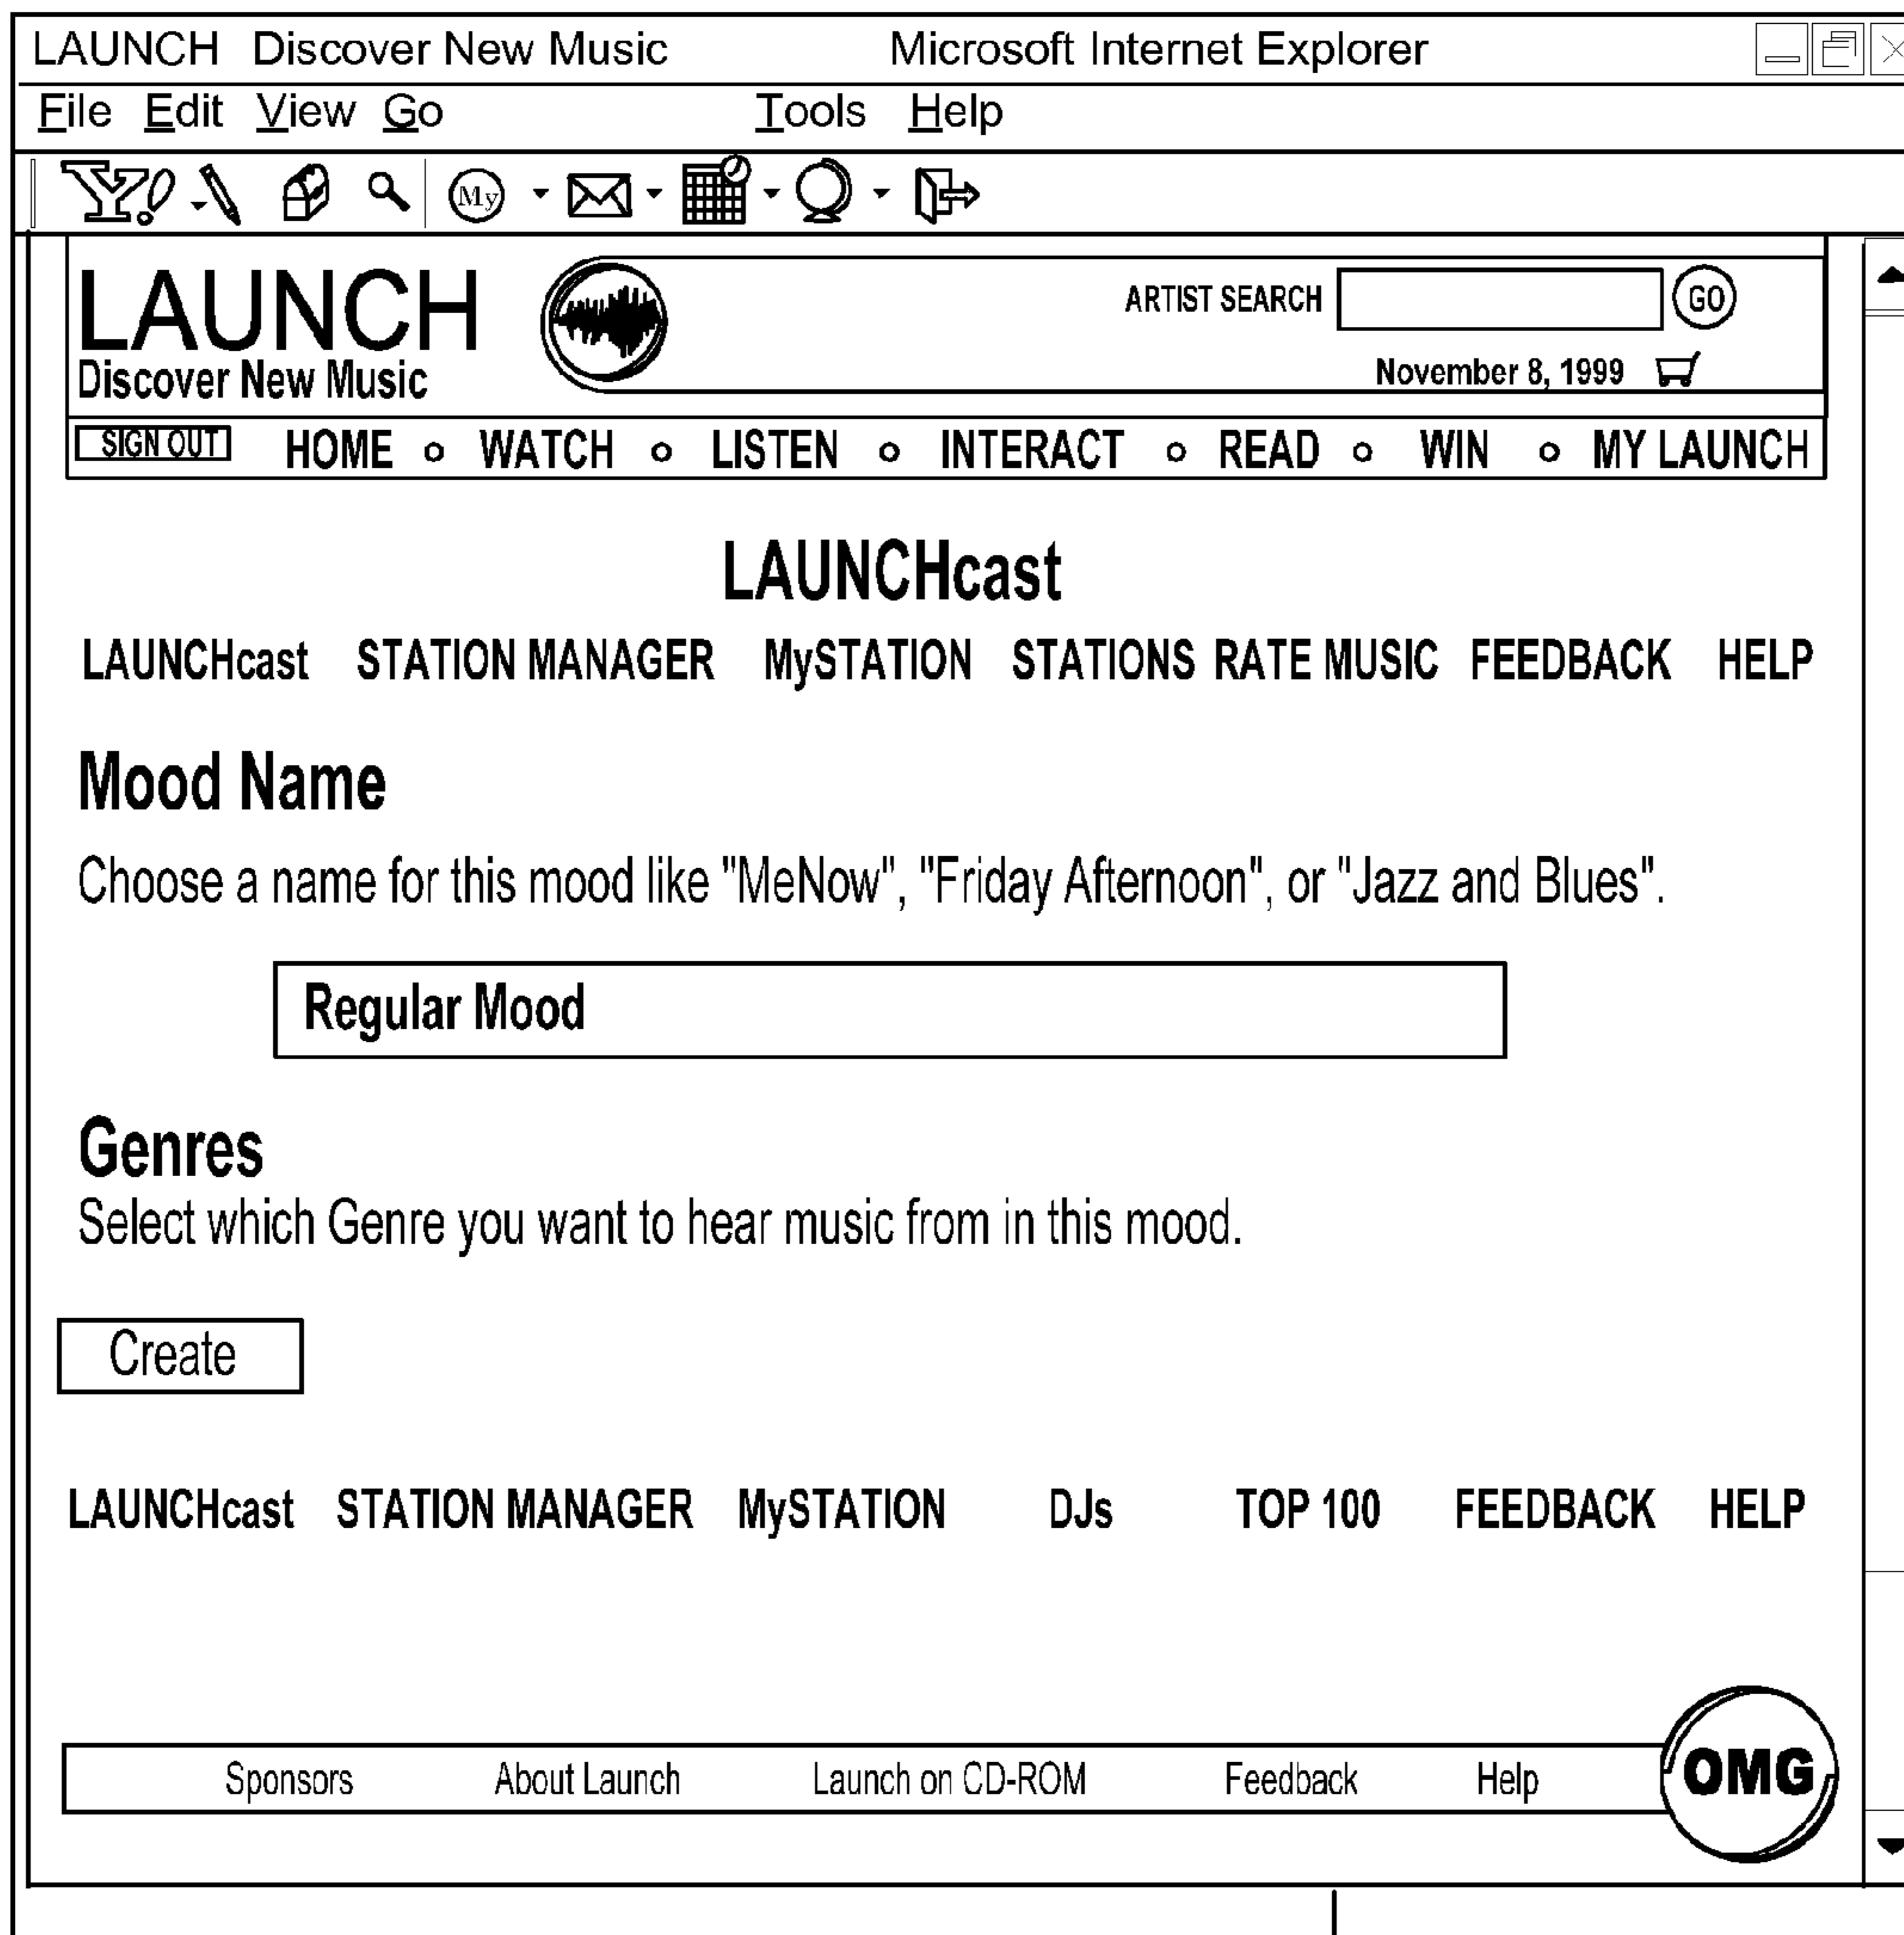 LAUNCH Discover New Music Microsoft Internet Explorer
File Edit View Go Tools Help
Y! My
LAUNCH
Discover New Music
ARTIST SEARCH GO
November 8, 1999
SIGN OUT HOME o WATCH o LISTEN o INTERACT o READ o WIN o MY LAUNCH
LAUNCHcast
LAUNCHcast STATION MANAGER MySTATION STATIONS RATE MUSIC FEEDBACK HELP
Mood Name
Choose a name for this mood like "MeNow", "Friday Afternoon", or "Jazz and Blues".
Regular Mood
Genres
Select which Genre you want to hear music from in this mood.
Create
LAUNCHcast STATION MANAGER MySTATION DJs TOP 100 FEEDBACK HELP
Sponsors About Launch Launch on CD-ROM Feedback Help OMG